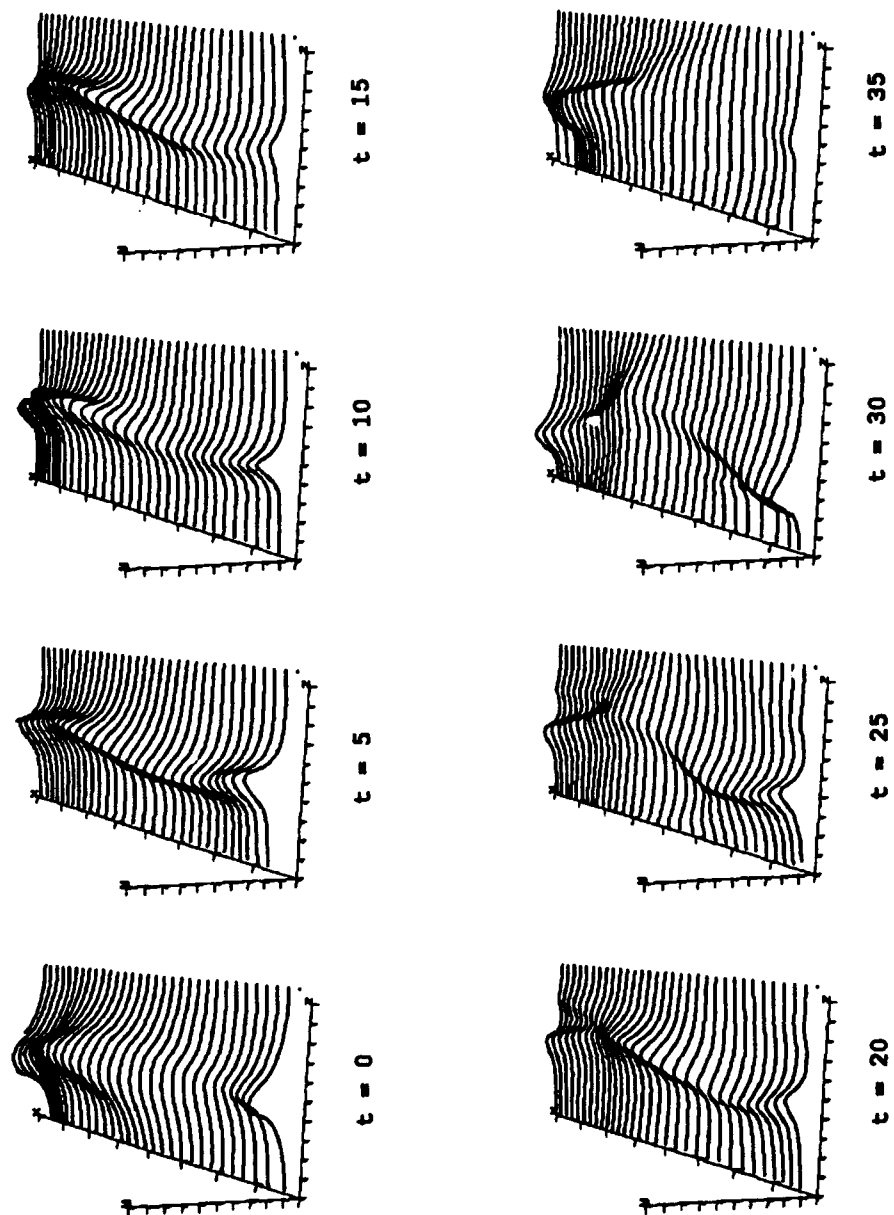 t = 0
t = 5
t = 10
t = 15
t = 20
t = 25
t = 30
t = 35